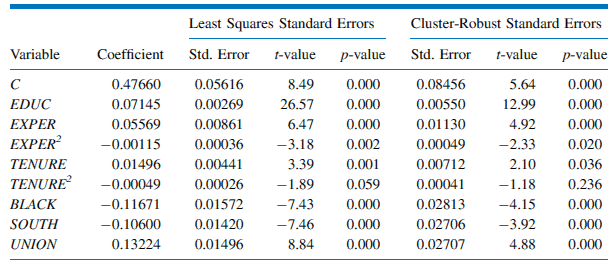 Least Squares Standard Errors Cluster-Robust Standard Errors
Variable Coefficient Std. Error t-value p-value Std. Error t-value p-value
C 0.47660 0.05616 8.49 0.000 0.08456 5.64 0.000
EDUC 0.07145 0.00269 26.57 0.000 0.00550 12.99 0.000
EXPER 0.05569 0.00861 6.47 0.000 0.01130 4.92 0.000
EXPER² −0.00115 0.00036 −3.18 0.002 0.00049 −2.33 0.020
TENURE 0.01496 0.00441 3.39 0.001 0.00712 2.10 0.036
TENURE² −0.00049 0.00026 −1.89 0.059 0.00041 −1.18 0.236
BLACK −0.11671 0.01572 −7.43 0.000 0.02813 −4.15 0.000
SOUTH −0.10600 0.01420 −7.46 0.000 0.02706 −3.92 0.000
UNION 0.13224 0.01496 8.84 0.000 0.02707 4.88 0.000